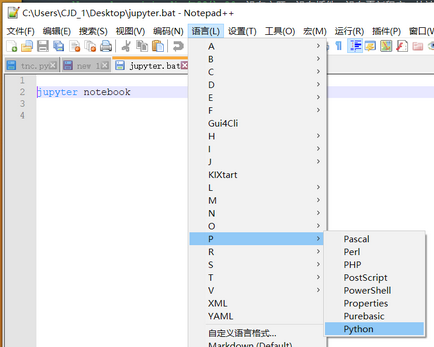 C:\Users\CJD_1\Desktop\jupyter.bat - Notepad++
文件(F) 编辑(E) 搜索(S) 视图(V) 编码(N) 语言(L) 设置(T) 工具(O) 宏(M) 运行(R) 插件(P) 窗口(W
tnc.py new 1 jupyter.bat
1
2 jupyter notebook
3
4
A
B
C
D
E
F
Gui4Cli
H
I
J
KIXtart
L
M
N
O
P
R
S
T
V
XML
YAML
自定义语言格式...
Markdown (Default)
Pascal
Perl
PHP
PostScript
PowerShell
Properties
Purebasic
Python